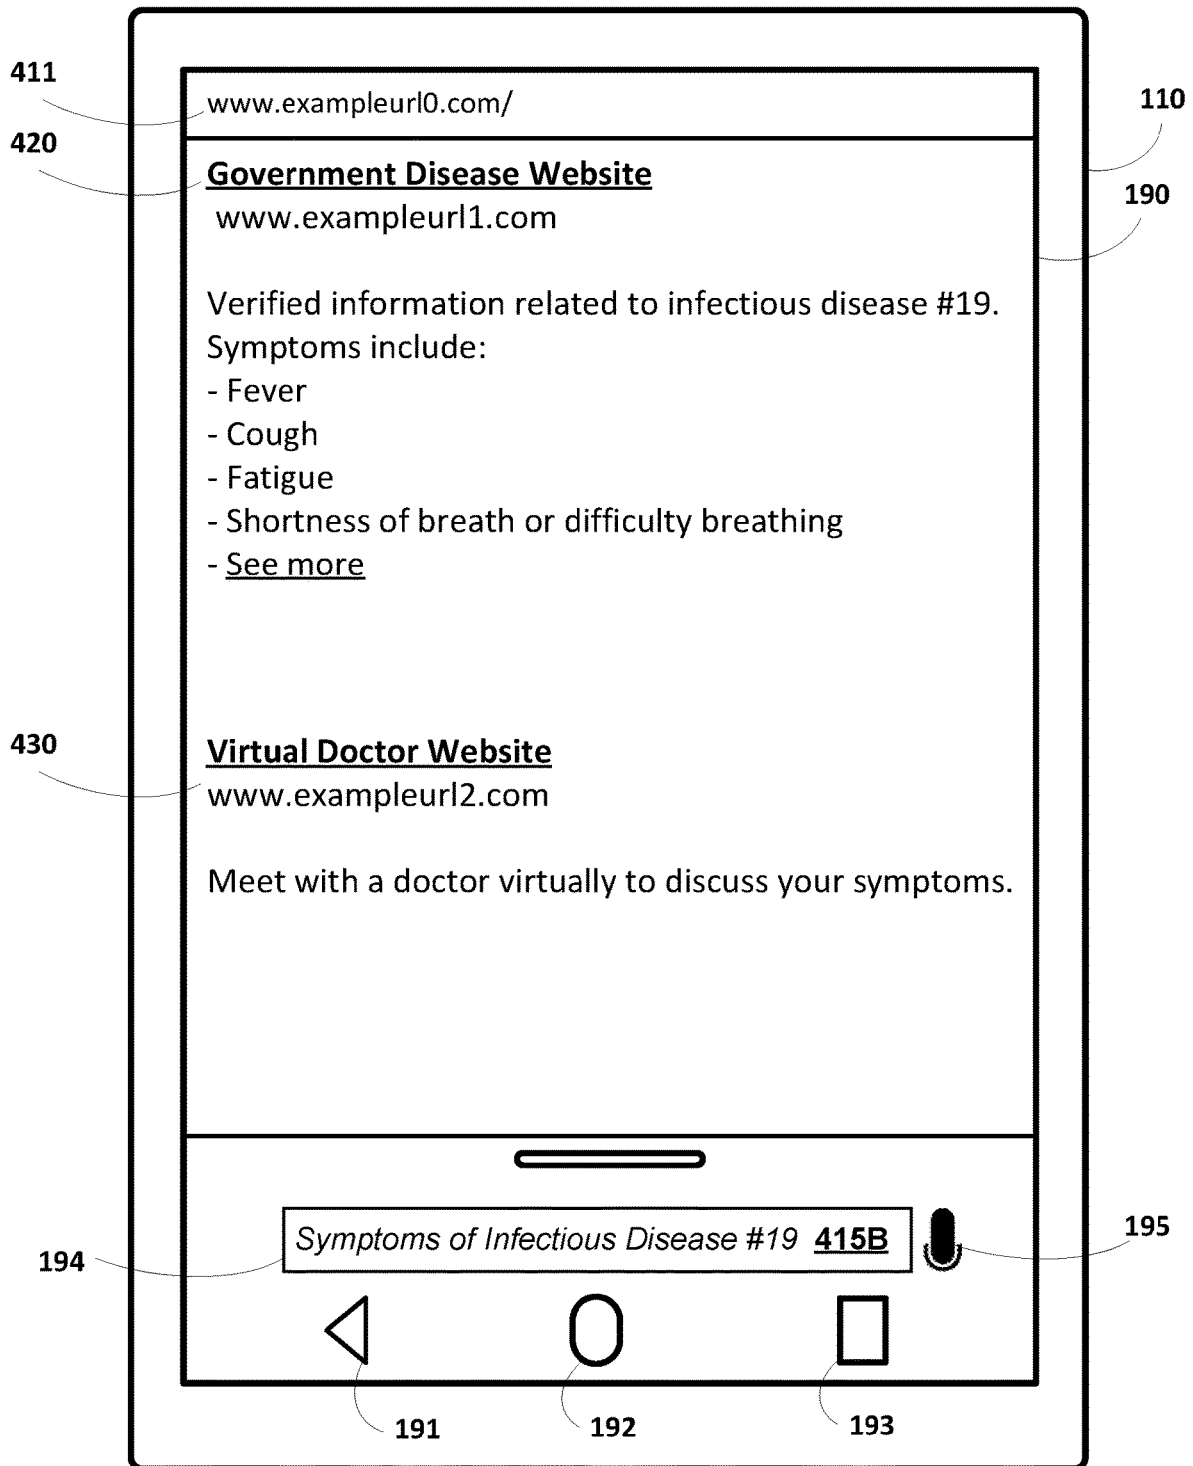 411
www.exampleurl0.com/
110
420
Government Disease Website
www.exampleurl1.com
190
Verified information related to infectious disease #19.
Symptoms include:
- Fever
- Cough
- Fatigue
- Shortness of breath or difficulty breathing
- See more
430
Virtual Doctor Website
www.exampleurl2.com
Meet with a doctor virtually to discuss your symptoms.
Symptoms of Infectious Disease #19 415B
195
194
191
192
193